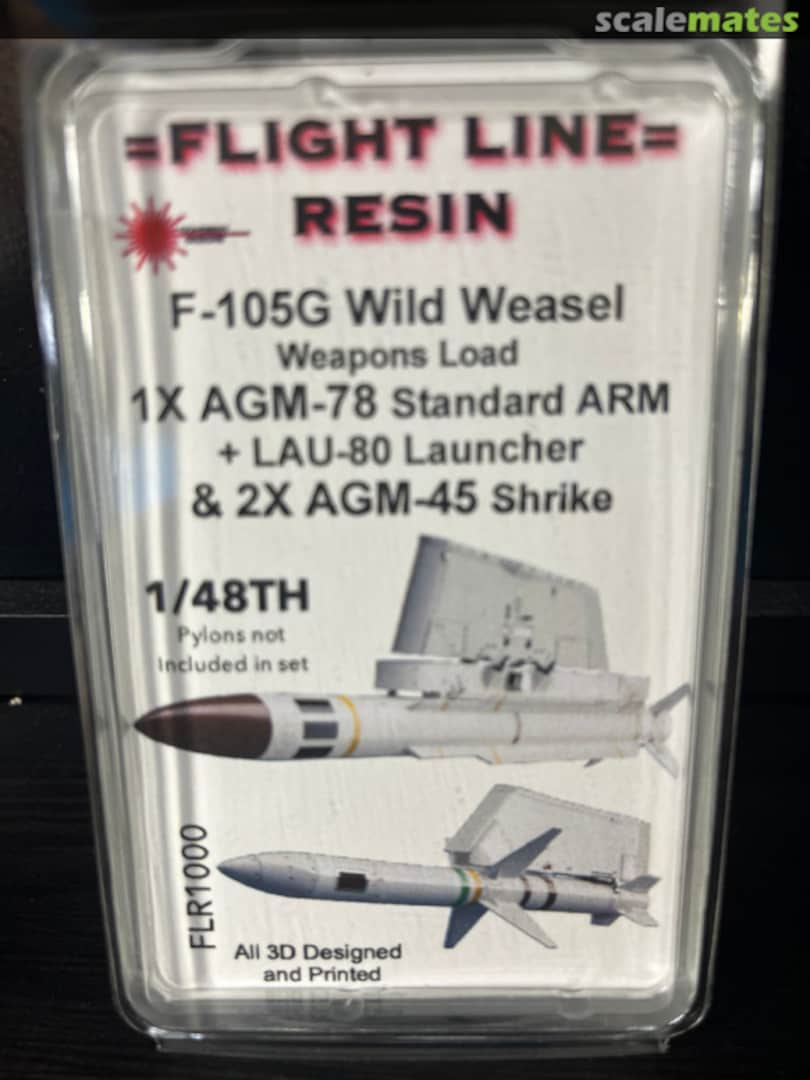 scalemates
=FLIGHT LINE=
RESIN
F-105G Wild Weasel
Weapons Load
1X AGM-78 Standard ARM
+ LAU-80 Launcher
& 2X AGM-45 Shrike
1/48TH
Pylons not
Included in set
FLR1000
All 3D Designed
and Printed